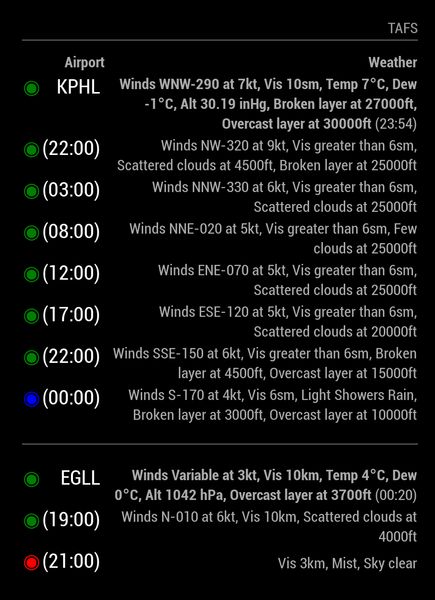 TAFS
Airport Weather
KPHL Winds WNW-290 at 7kt, Vis 10sm, Temp 7°C, Dew
-1°C, Alt 30.19 inHg, Broken layer at 27000ft,
Overcast layer at 30000ft (23:54)
(22:00) Winds NW-320 at 9kt, Vis greater than 6sm,
Scattered clouds at 4500ft, Broken layer at 25000ft
(03:00) Winds NNW-330 at 6kt, Vis greater than 6sm,
Scattered clouds at 25000ft
(08:00) Winds NNE-020 at 5kt, Vis greater than 6sm, Few
clouds at 25000ft
(12:00) Winds ENE-070 at 5kt, Vis greater than 6sm,
Scattered clouds at 25000ft
(17:00) Winds ESE-120 at 5kt, Vis greater than 6sm,
Scattered clouds at 20000ft
(22:00) Winds SSE-150 at 6kt, Vis greater than 6sm, Broken
layer at 4500ft, Overcast layer at 15000ft
(00:00) Winds S-170 at 4kt, Vis 6sm, Light Showers Rain,
Broken layer at 3000ft, Overcast layer at 10000ft
EGLL Winds Variable at 3kt, Vis 10km, Temp 4°C, Dew
0°C, Alt 1042 hPa, Overcast layer at 3700ft (00:20)
(19:00) Winds N-010 at 6kt, Vis 10km, Scattered clouds at
4000ft
(21:00) Vis 3km, Mist, Sky clear